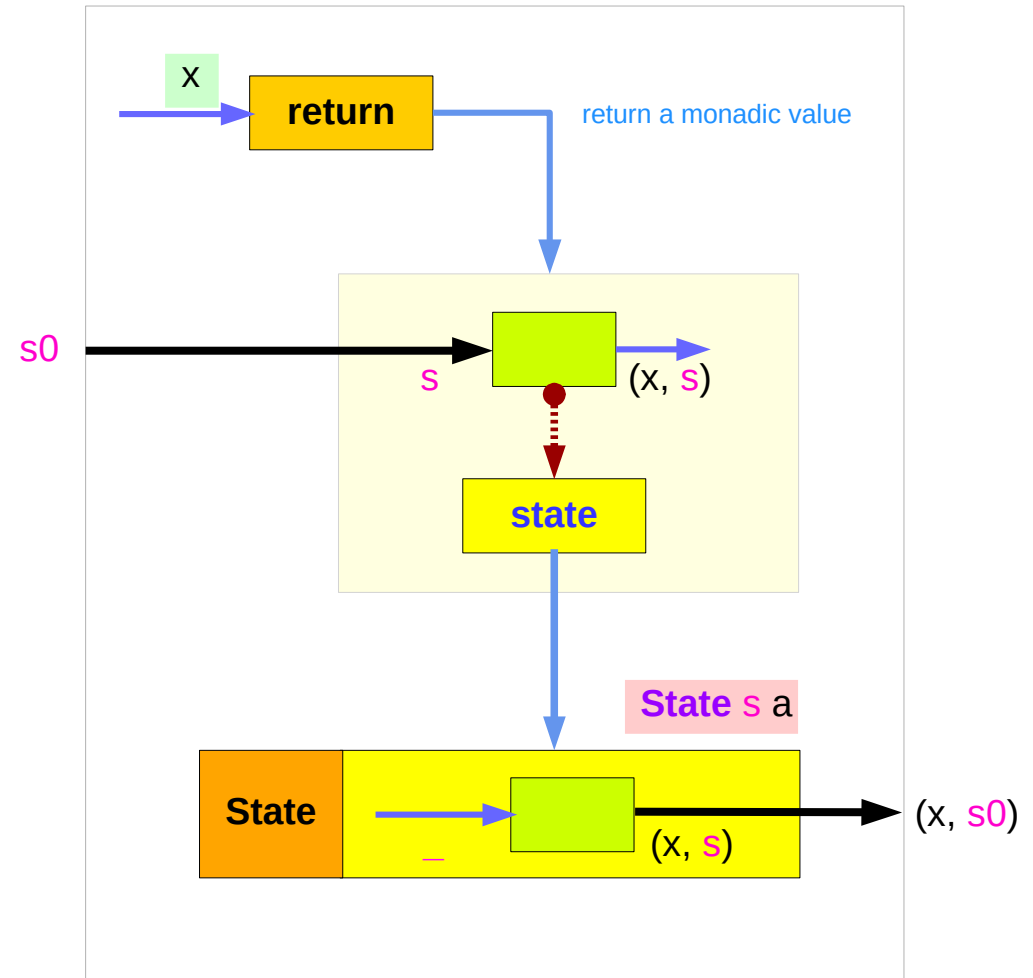 x
return
return a monadic value
s0
s
(x, s)
state
State s a
State
_
(x, s)
(x, s0)